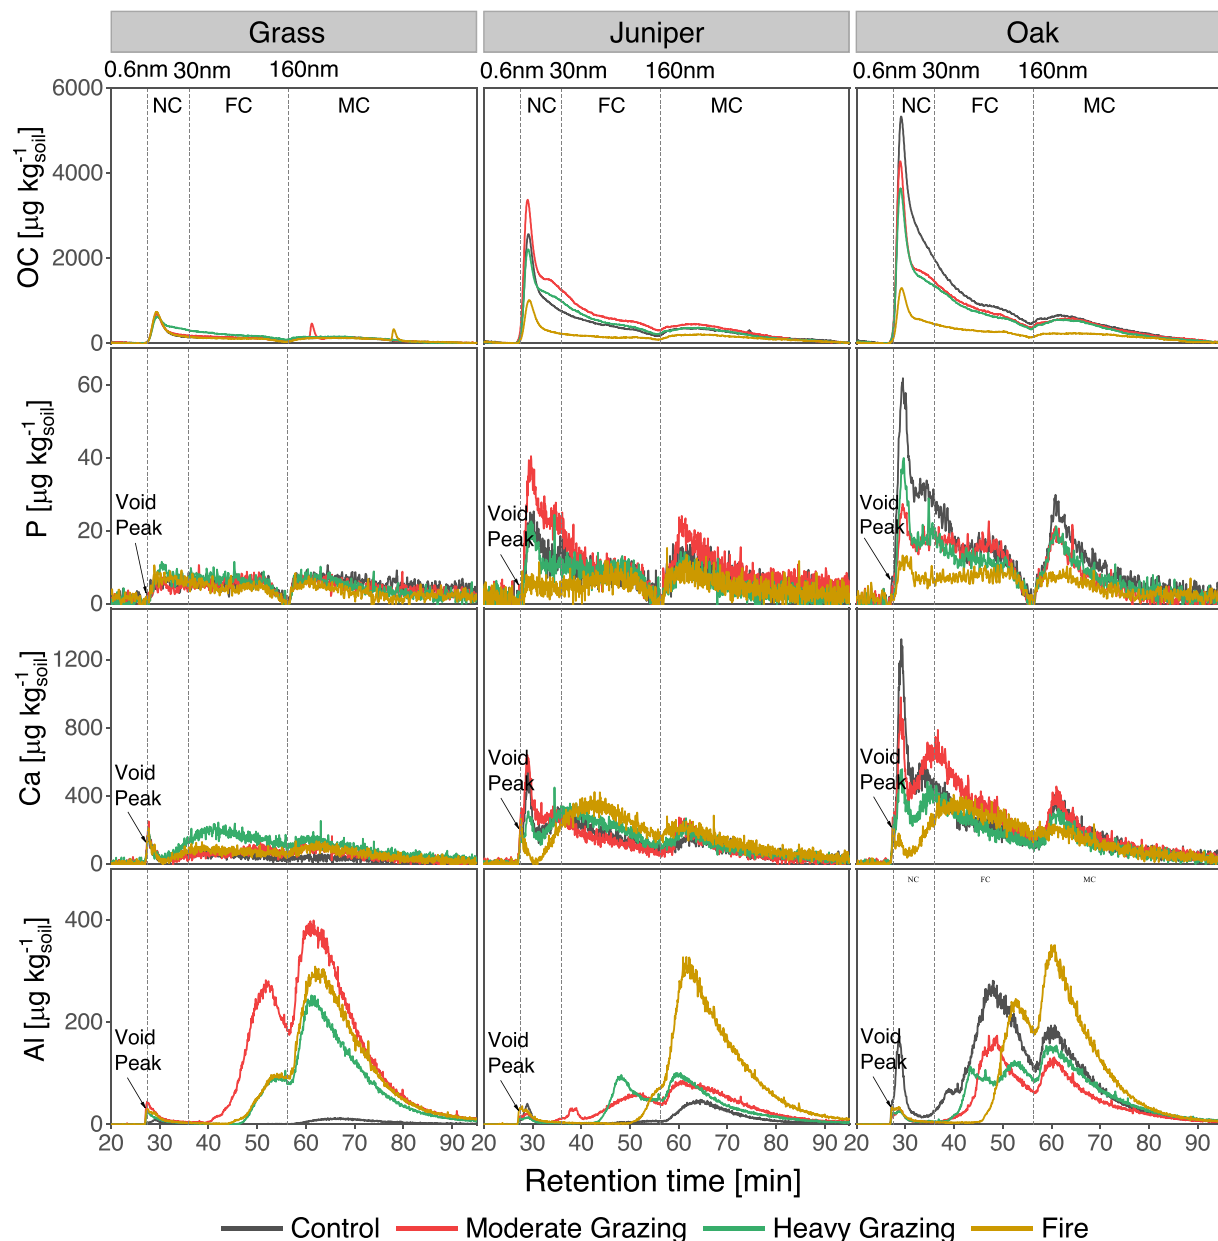 Grass Juniper Oak
0.6nm 30nm 160nm 0.6nm 30nm 160nm 0.6nm 30nm 160nm
NC FC MC NC FC MC NC FC MC
OC [μg kg⁻¹soil]
6000
4000
2000
0
P [μg kg⁻¹soil]
60
40
20
0
Void Peak
Void Peak
Void Peak
Ca [μg kg⁻¹soil]
1200
800
400
0
Void Peak
Void Peak
Void Peak
NC FC MC
Al [μg kg⁻¹soil]
400
200
0
Void Peak
Void Peak
Void Peak
20 30 40 50 60 70 80 90 20 30 40 50 60 70 80 90 20 30 40 50 60 70 80 90
Retention time [min]
Control Moderate Grazing Heavy Grazing Fire